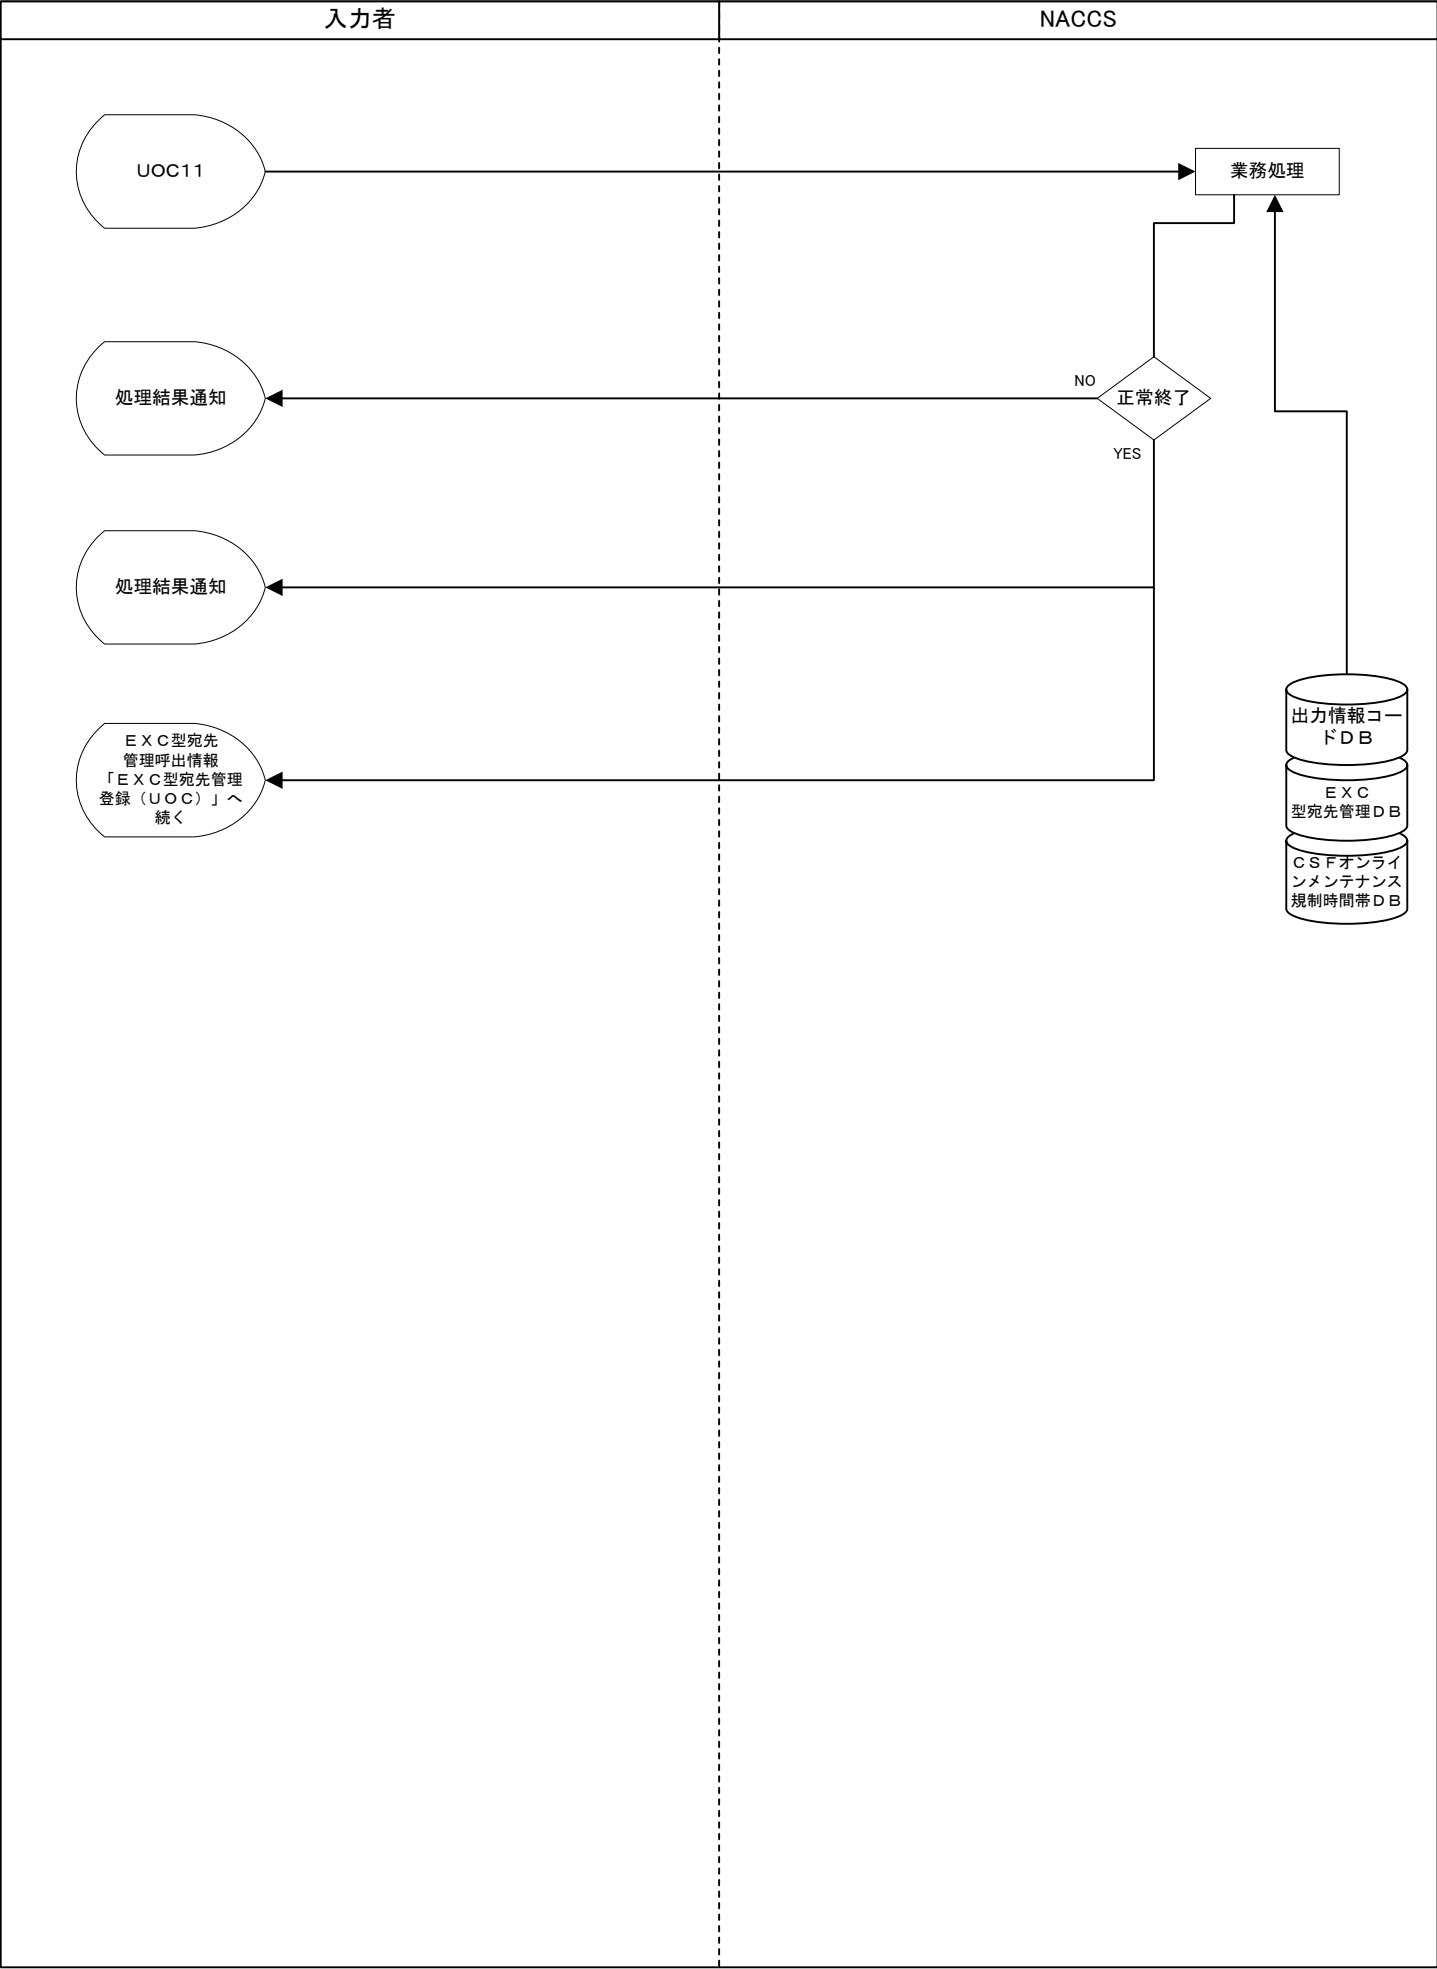 入力者
NACCS
UOC11
業務処理
処理結果通知
NO
正常終了
YES
処理結果通知
ＥＸＣ型宛先
管理呼出情報
「ＥＸＣ型宛先管理
登録（ＵＯＣ）」へ
続く
出力情報コー
ドＤＢ
ＥＸＣ
型宛先管理ＤＢ
ＣＳＦオンライ
ンメンテナンス
規制時間帯ＤＢ